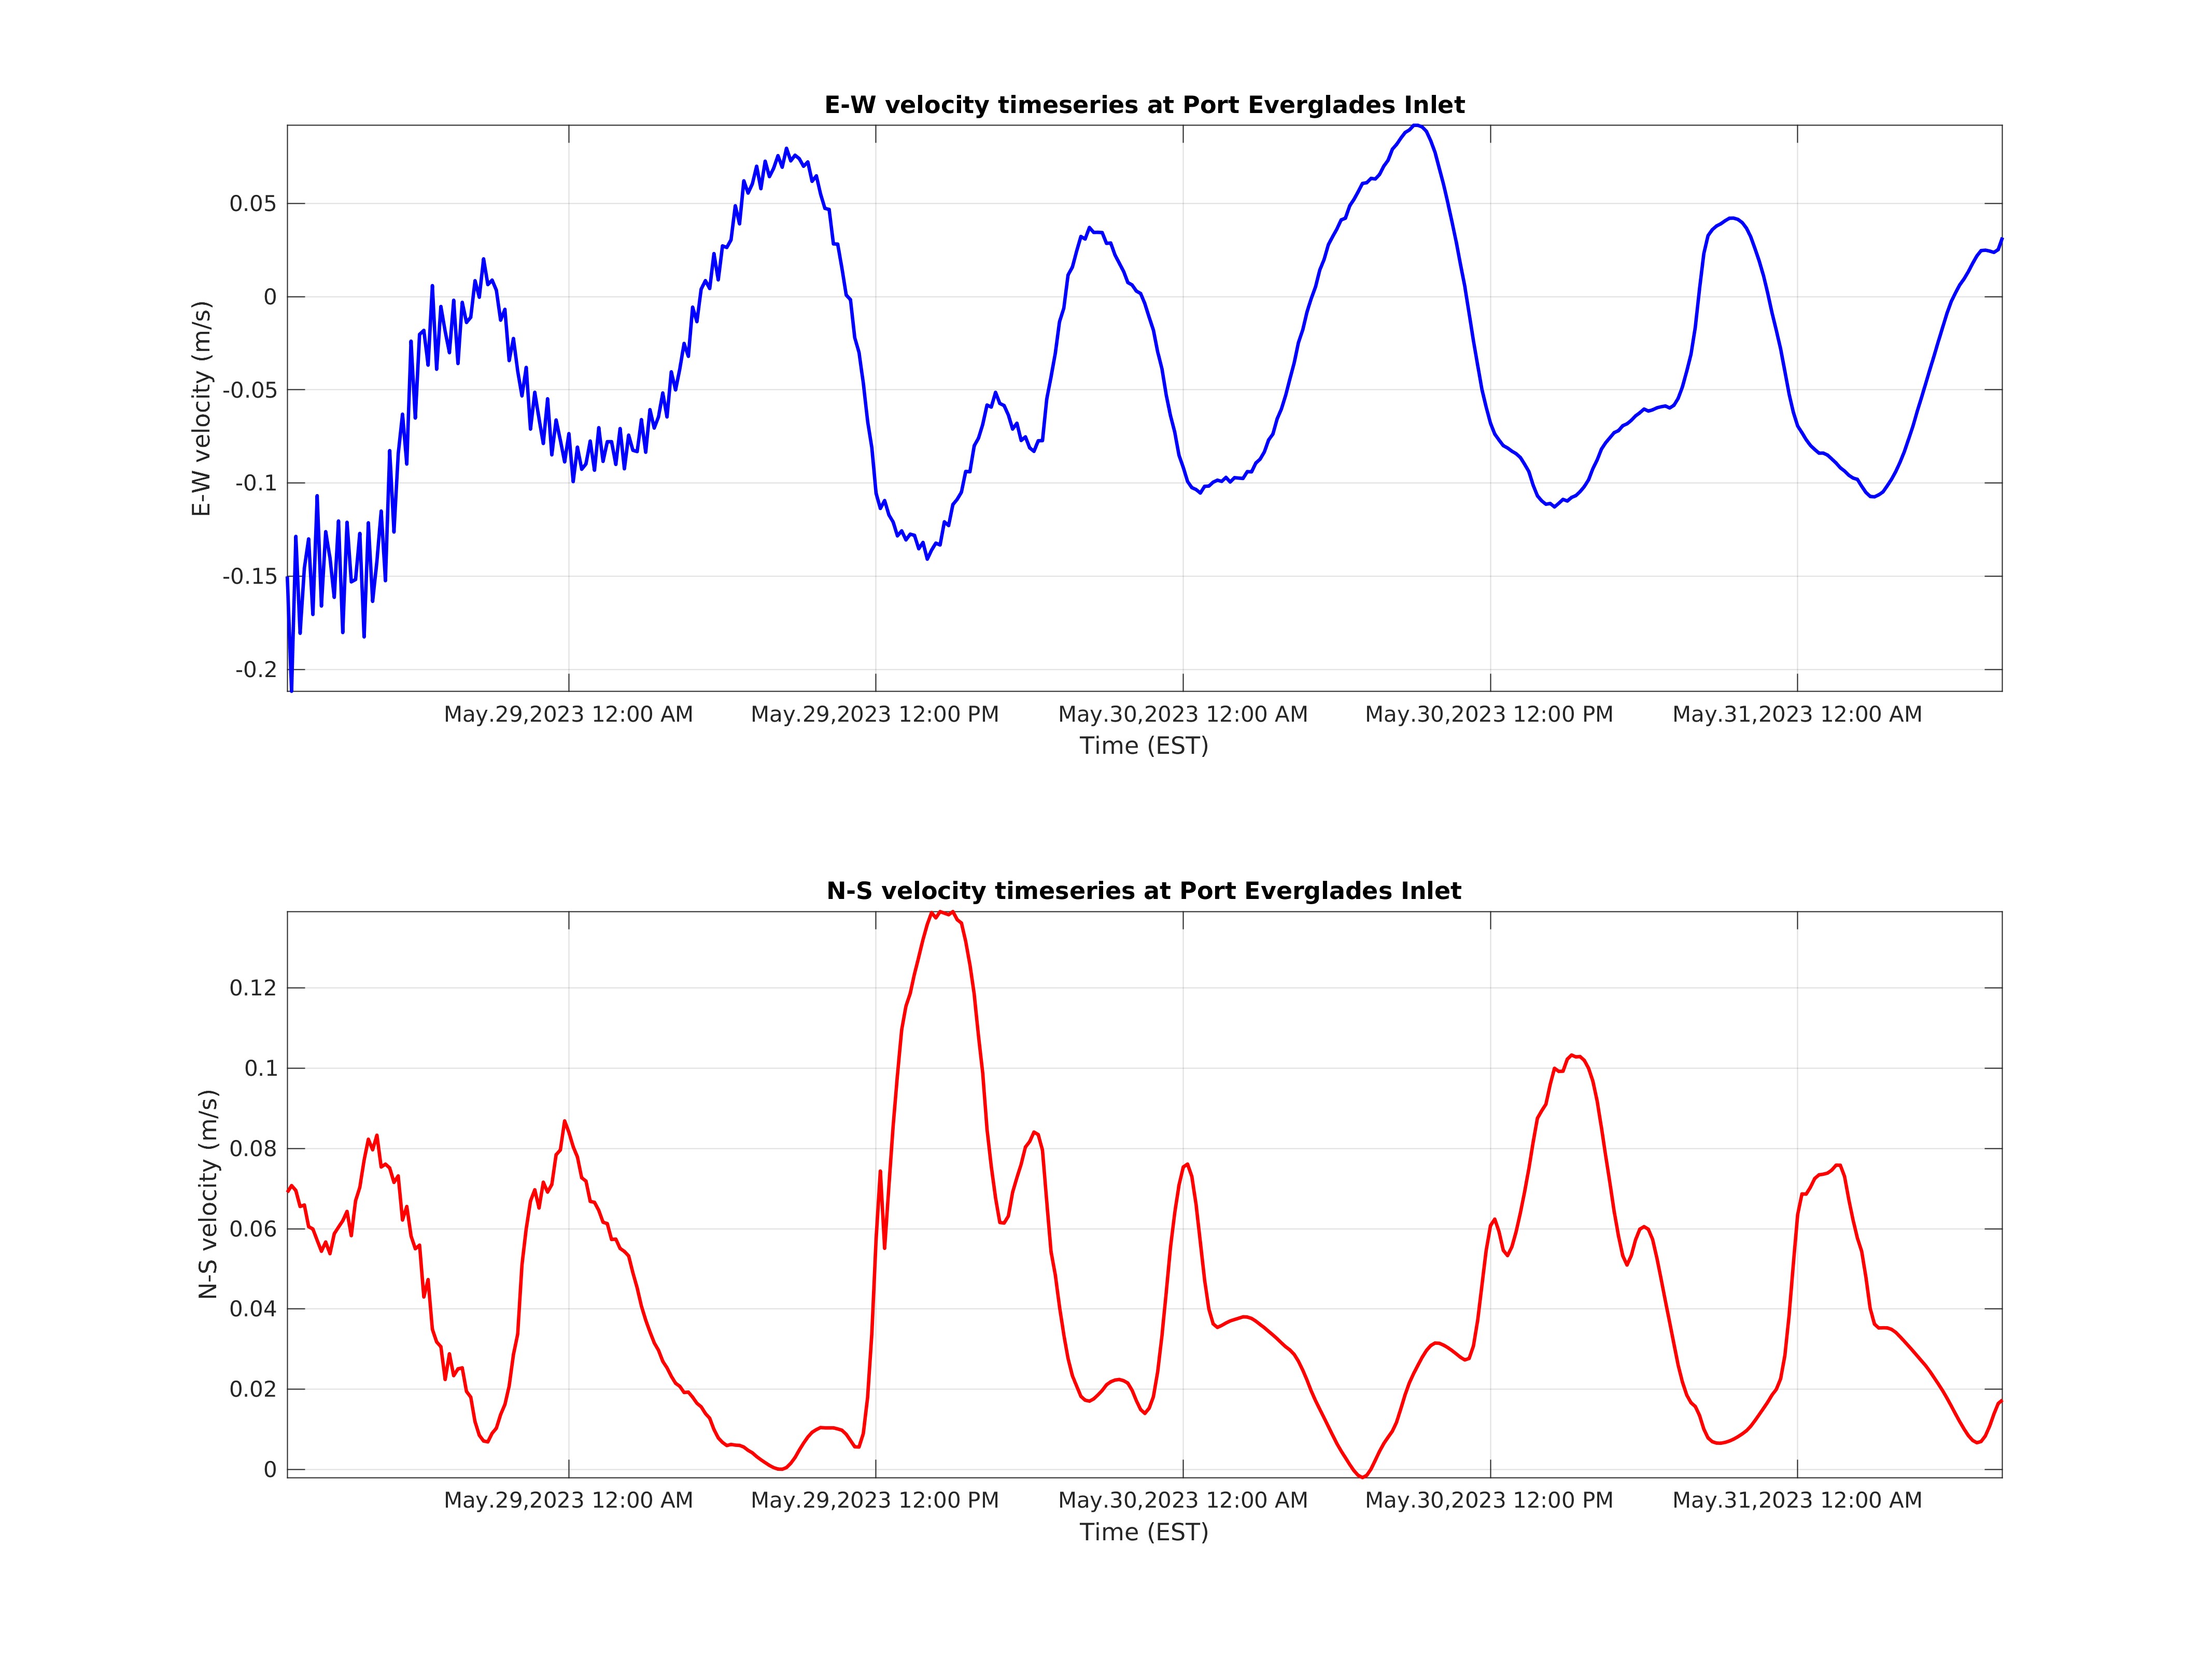 E-W velocity timeseries at Port Everglades Inlet
E-W velocity (m/s)
0.05
0
-0.05
-0.1
-0.15
-0.2
May.29,2023 12:00 AM
May.29,2023 12:00 PM
May.30,2023 12:00 AM
May.30,2023 12:00 PM
May.31,2023 12:00 AM
Time (EST)
N-S velocity timeseries at Port Everglades Inlet
N-S velocity (m/s)
0.12
0.1
0.08
0.06
0.04
0.02
0
May.29,2023 12:00 AM
May.29,2023 12:00 PM
May.30,2023 12:00 AM
May.30,2023 12:00 PM
May.31,2023 12:00 AM
Time (EST)